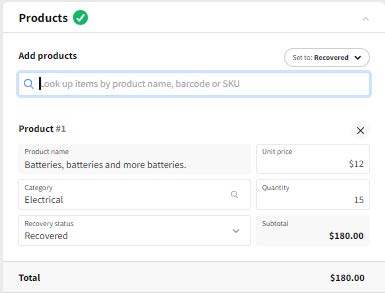 Products
Add products
Set to: Recovered
Look up items by product name, barcode or SKU
Product #1
Product name
Batteries, batteries and more batteries.
Unit price
$12
Category
Electrical
Quantity
15
Recovery status
Recovered
Subtotal
$180.00
Total
$180.00